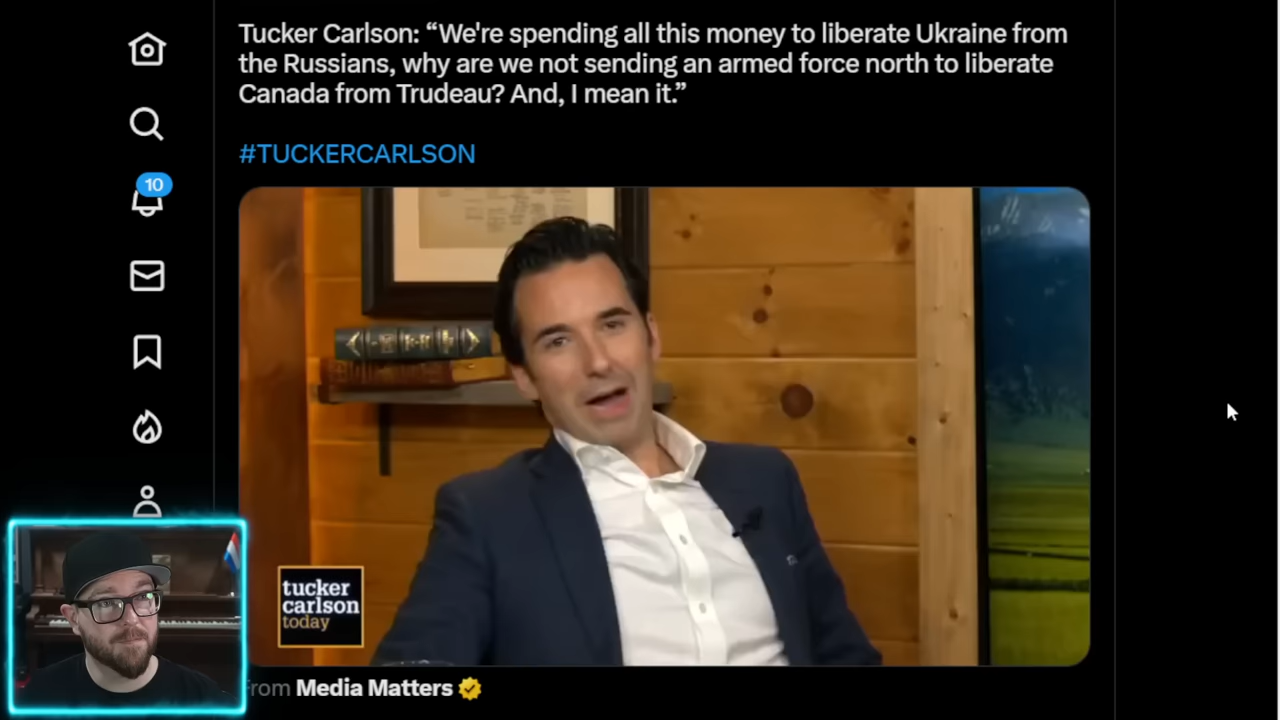 Tucker Carlson: “We're spending all this money to liberate Ukraine from
the Russians, why are we not sending an armed force north to liberate
Canada from Trudeau? And, I mean it.”
#TUCKERCARLSON
10
tucker
carlson
today
From Media Matters